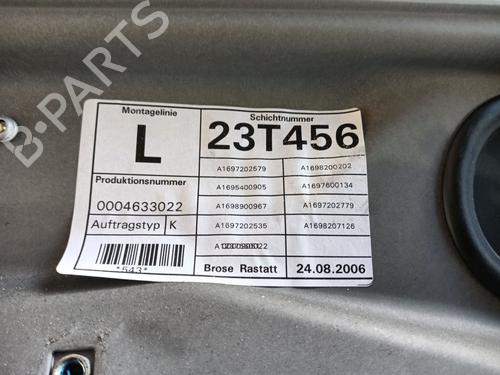 B-PARTS
Montagelinie
L
Schichtnummer
23T456
A1697202579
A1698200202
Produktionsnummer
A1695400905
A1697600134
0004633022
A1698900967
A1697202779
Auftragstyp K
A1697202535
A1698207126
*543*
Brose Rastatt
24.08.2006